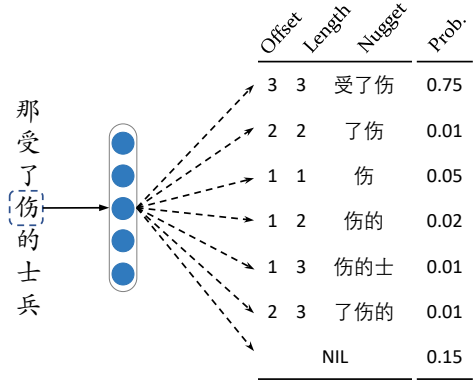 那受了伤的士兵
Offset Length Nugget Prob.
3 3 受了伤 0.75
2 2 了伤 0.01
1 1 伤 0.05
1 2 伤的 0.02
1 3 伤的士 0.01
2 3 了伤的 0.01
NIL 0.15